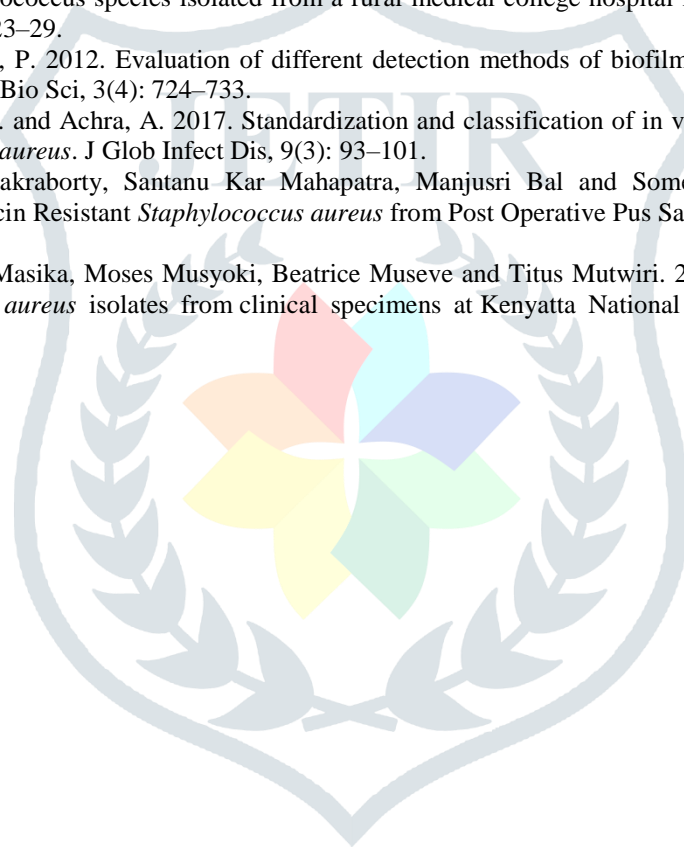 ococcus species isolated from a rural medical college hospital
23–29.
, P. 2012. Evaluation of different detection methods of biofilm
Bio Sci, 3(4): 724–733.
. and Achra, A. 2017. Standardization and classification of in v
aureus. J Glob Infect Dis, 9(3): 93–101.
akraborty, Santanu Kar Mahapatra, Manjusri Bal and Some
cin Resistant Staphylococcus aureus from Post Operative Pus Sa
Masika, Moses Musyoki, Beatrice Museve and Titus Mutwiri. 2
aureus isolates from clinical specimens at Kenyatta National
JETIR